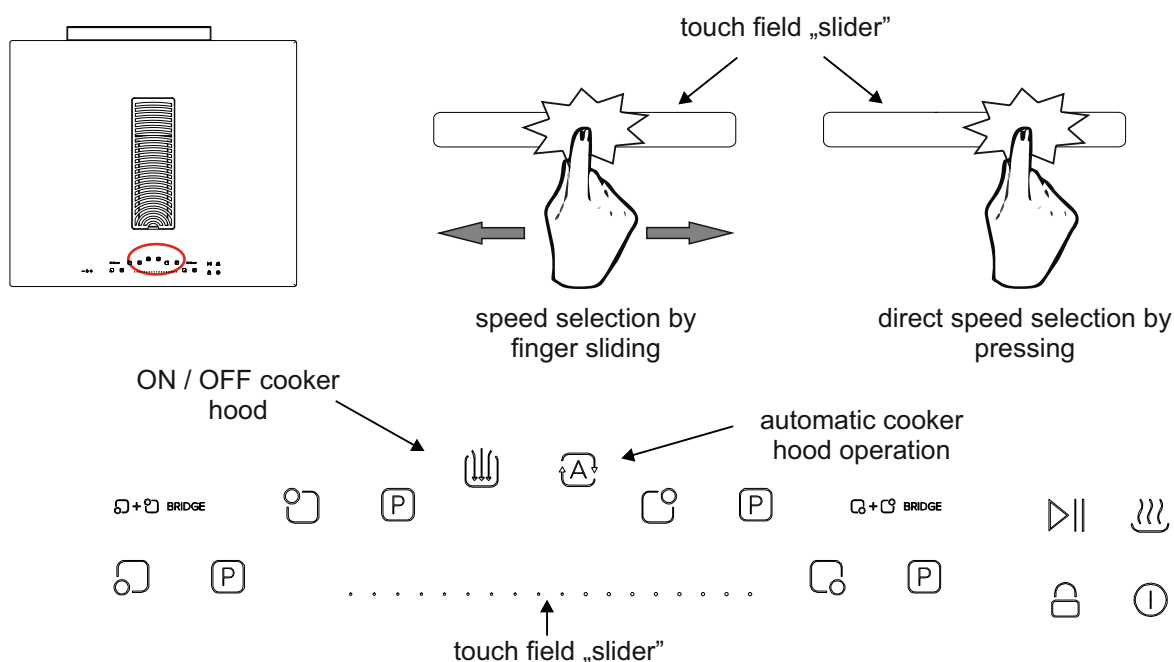 touch field „slider”
speed selection by
finger sliding
direct speed selection by
pressing
ON / OFF cooker
hood
automatic cooker
hood operation
A
+ BRIDGE
P
P
+ BRIDGE
P
P
touch field „slider”